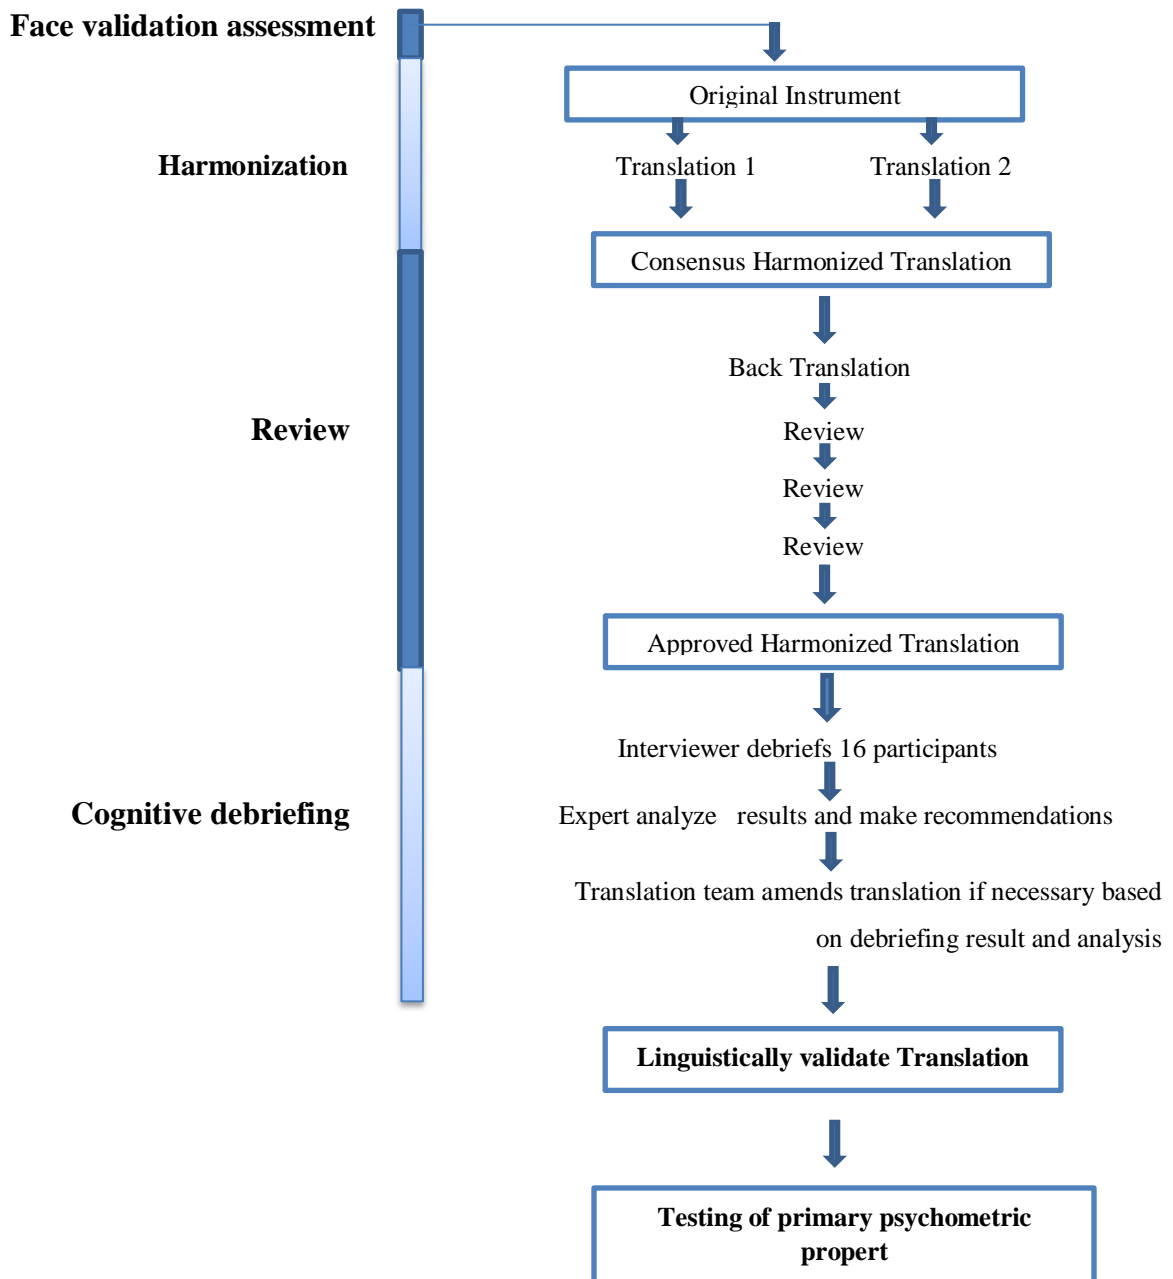 Face validation assessment
Original Instrument
Harmonization
Translation 1
Translation 2
Consensus Harmonized Translation
Back Translation
Review
Review
Review
Review
Approved Harmonized Translation
Interviewer debriefs 16 participants
Cognitive debriefing
Expert analyze results and make recommendations
Translation team amends translation if necessary based
on debriefing result and analysis
Linguistically validate Translation
Testing of primary psychometric
propert